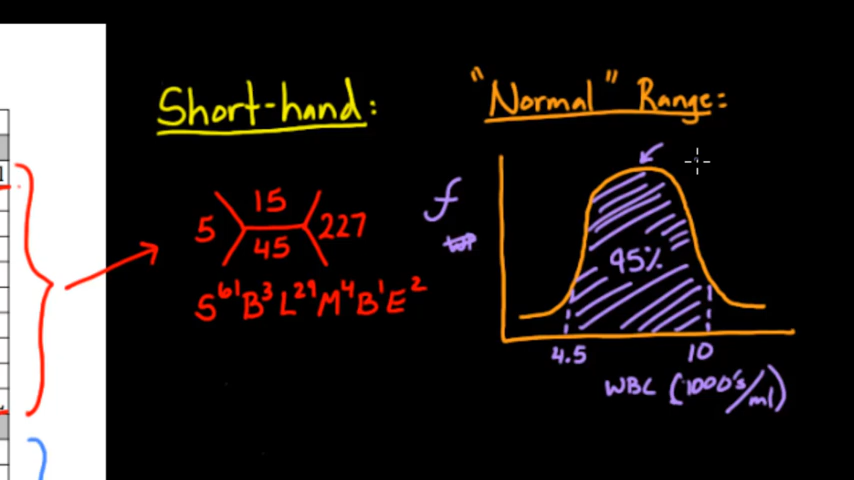 Short-hand:
15
5 227
45
S⁶¹B³L²⁹M⁴B¹E²
"Normal" Range:
f
95%
4.5 10
WBC (1000's/ml)